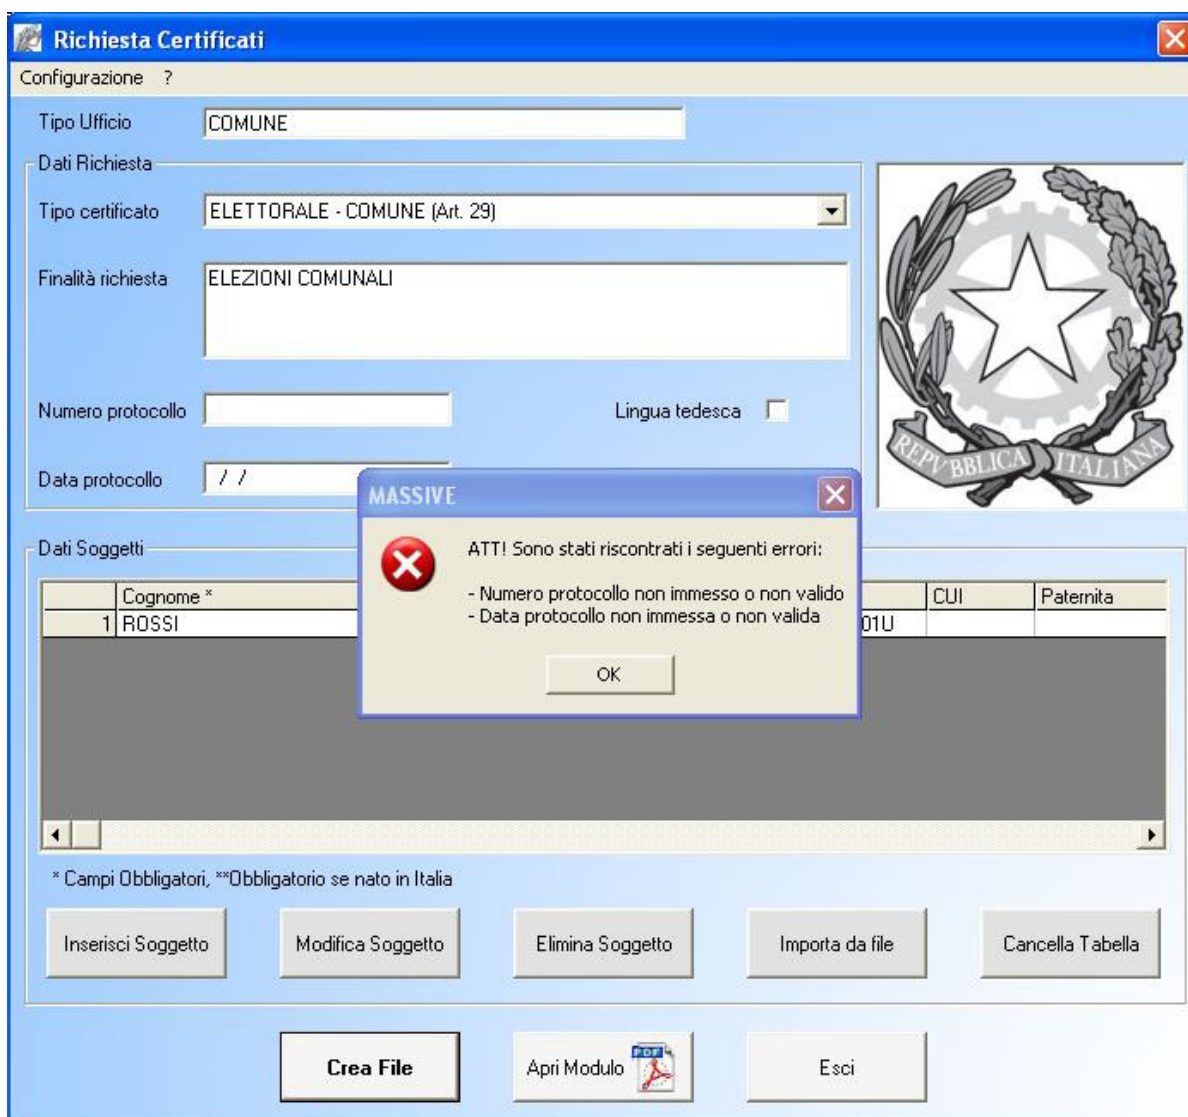 Richiesta Certificati
Configurazione ?
Tipo Ufficio COMUNE
Dati Richiesta
Tipo certificato ELETTORALE - COMUNE (Art. 29)
Finalità richiesta ELEZIONI COMUNALI
Numero protocollo Lingua tedesca
Data protocollo / /
REPVBBLICA ITALIANA
MASSIVE
ATT! Sono stati riscontrati i seguenti errori:
- Numero protocollo non immesso o non valido
- Data protocollo non immessa o non valida
OK
Dati Soggetti
Cognome * CUI Paternita
1 ROSSI 01U
* Campi Obbligatori, **Obbligatorio se nato in Italia
Inserisci Soggetto Modifica Soggetto Elimina Soggetto Importa da file Cancella Tabella
Crea File Apri Modulo PDF Esci